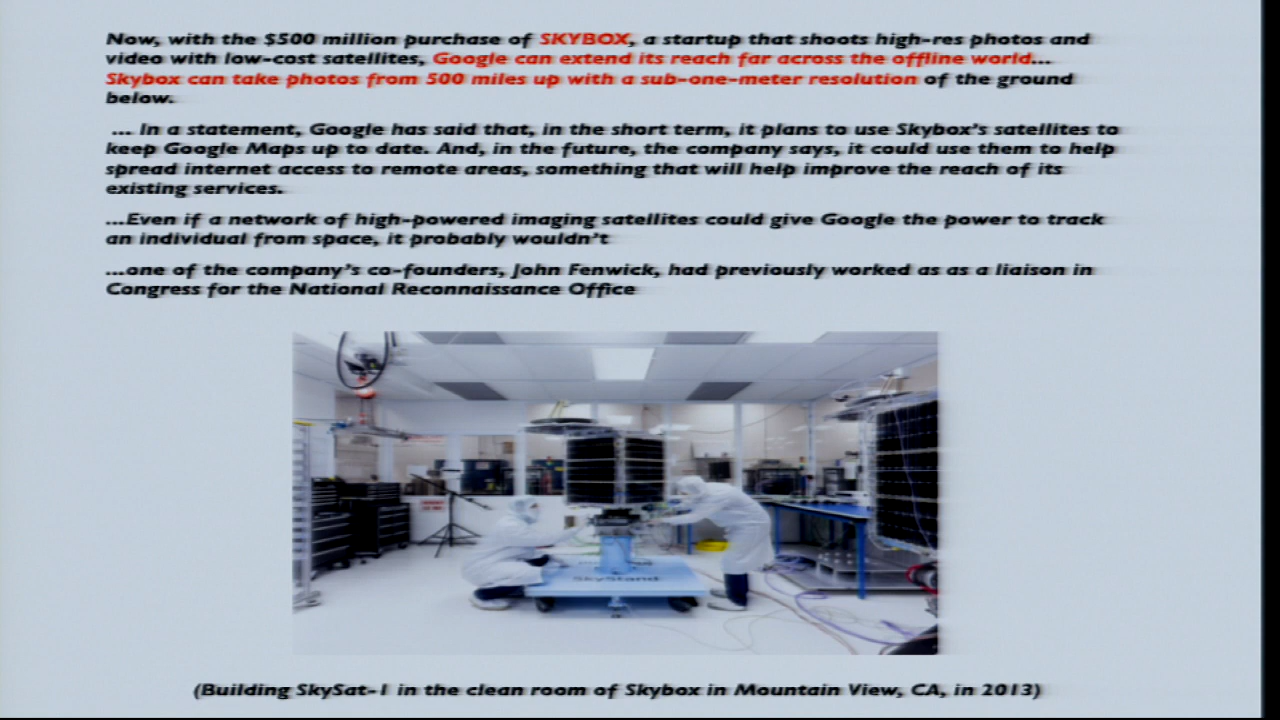 Now, with the $500 million purchase of SKYBOX, a startup that shoots high-res photos and
video with low-cost satellites, Google can extend its reach far across the offline world...
Skybox can take photos from 500 miles up with a sub-one-meter resolution of the ground
below.
... In a statement, Google has said that, in the short term, it plans to use Skybox's satellites to
keep Google Maps up to date. And, in the future, the company says, it could use them to help
spread internet access to remote areas, something that will help improve the reach of its
existing services.
...Even if a network of high-powered imaging satellites could give Google the power to track
an individual from space, it probably wouldn't
...one of the company's co-founders, John Fenwick, had previously worked as as a liaison in
Congress for the National Reconnaissance Office
SkyStand
(Building SkySat-1 in the clean room of Skybox in Mountain View, CA, in 2013)